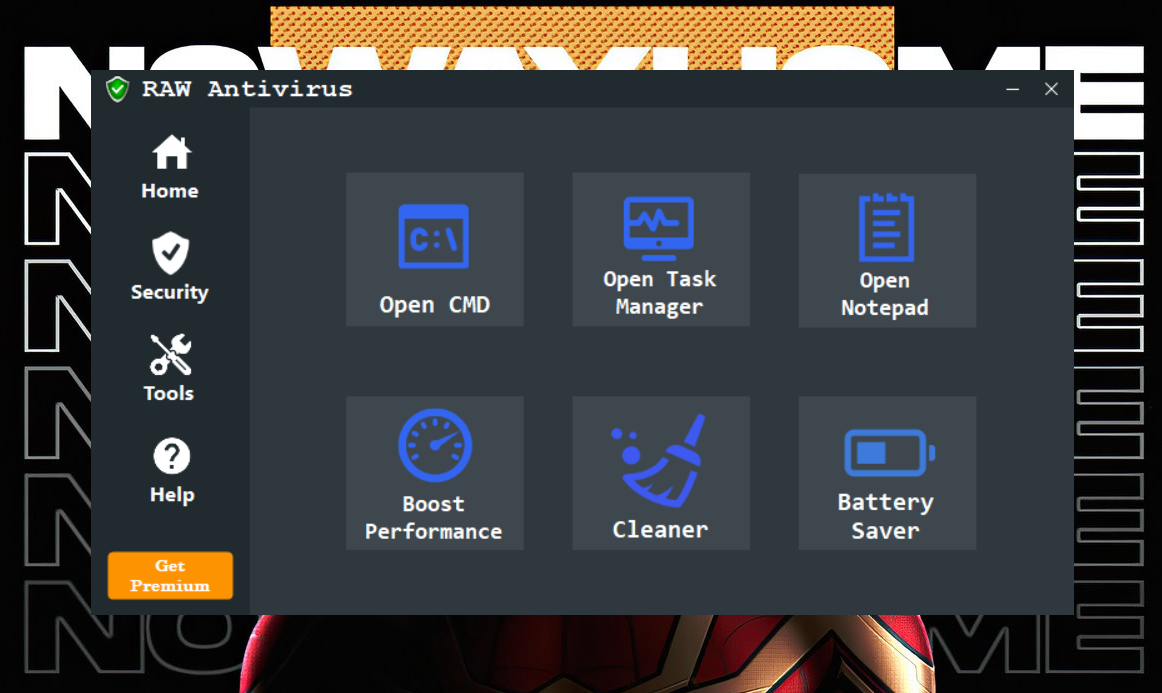 NOWAYHOME
RAW Antivirus
Home
Security
Tools
Help
Get
Premium
C:\
Open CMD
Open Task
Manager
Open
Notepad
Boost
Performance
Cleaner
Battery
Saver